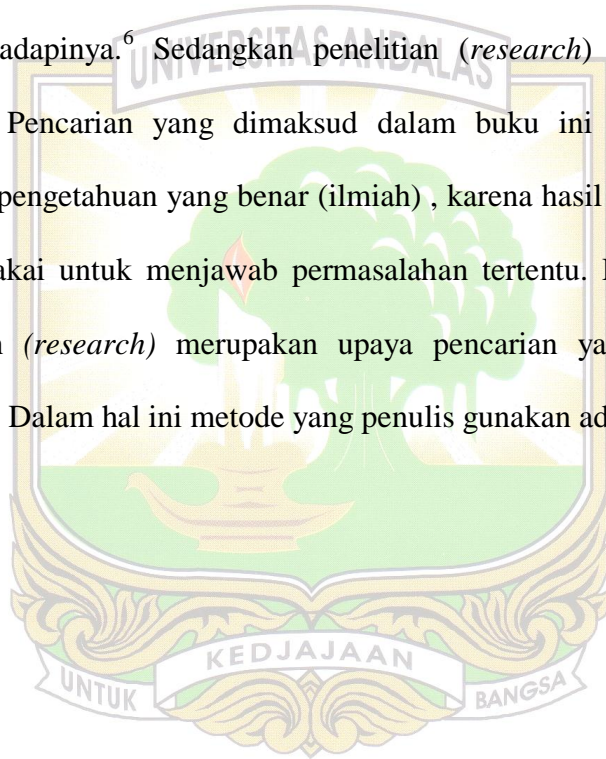 adapinya.⁶ Sedangkan penelitian (research)
UNIVERSITAS ANDALAS
Pencarian yang dimaksud dalam buku ini
pengetahuan yang benar (ilmiah) , karena hasil
akai untuk menjawab permasalahan tertentu.
(research) merupakan upaya pencarian
Dalam hal ini metode yang penulis gunakan
KEDJAJAAN
UNTUK
BANGSA